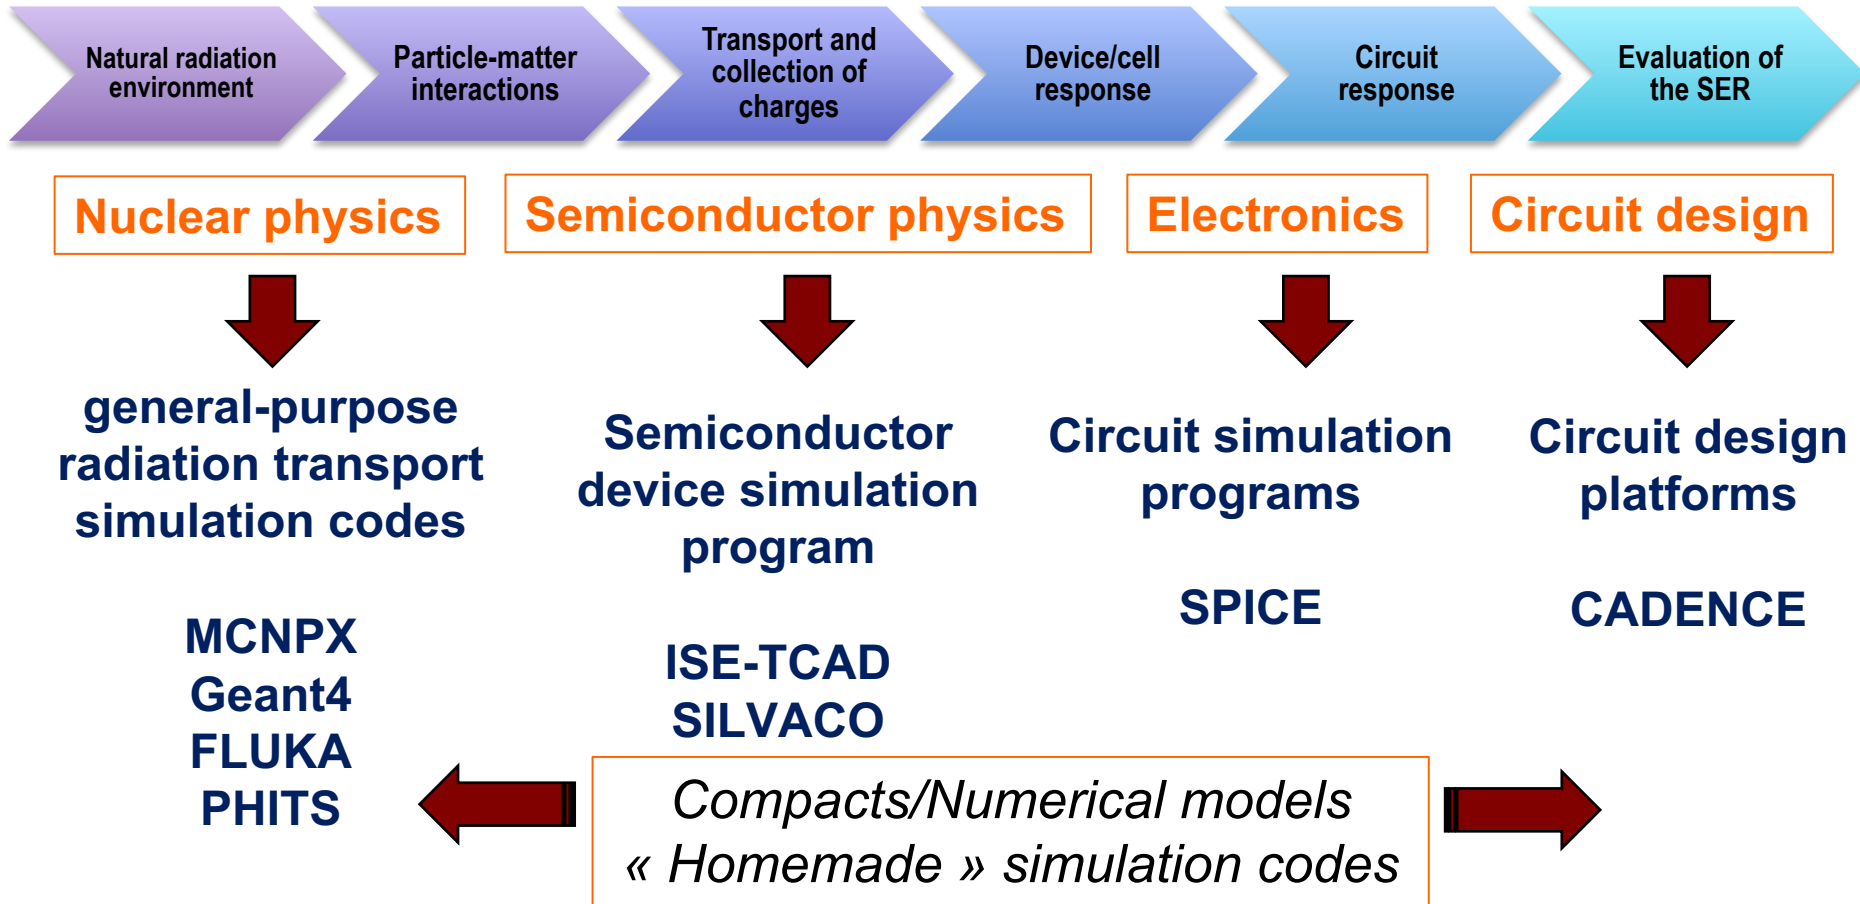 Natural radiation
environment
Particle-matter
interactions
Transport and
collection of
charges
Device/cell
response
Circuit
response
Evaluation of
the SER
Nuclear physics
Semiconductor physics
Electronics
Circuit design
general-purpose
radiation transport
simulation codes
Semiconductor
device simulation
program
Circuit simulation
programs
Circuit design
platforms
MCNPX
Geant4
FLUKA
PHITS
ISE-TCAD
SILVACO
SPICE
CADENCE
Compacts/Numerical models
« Homemade » simulation codes